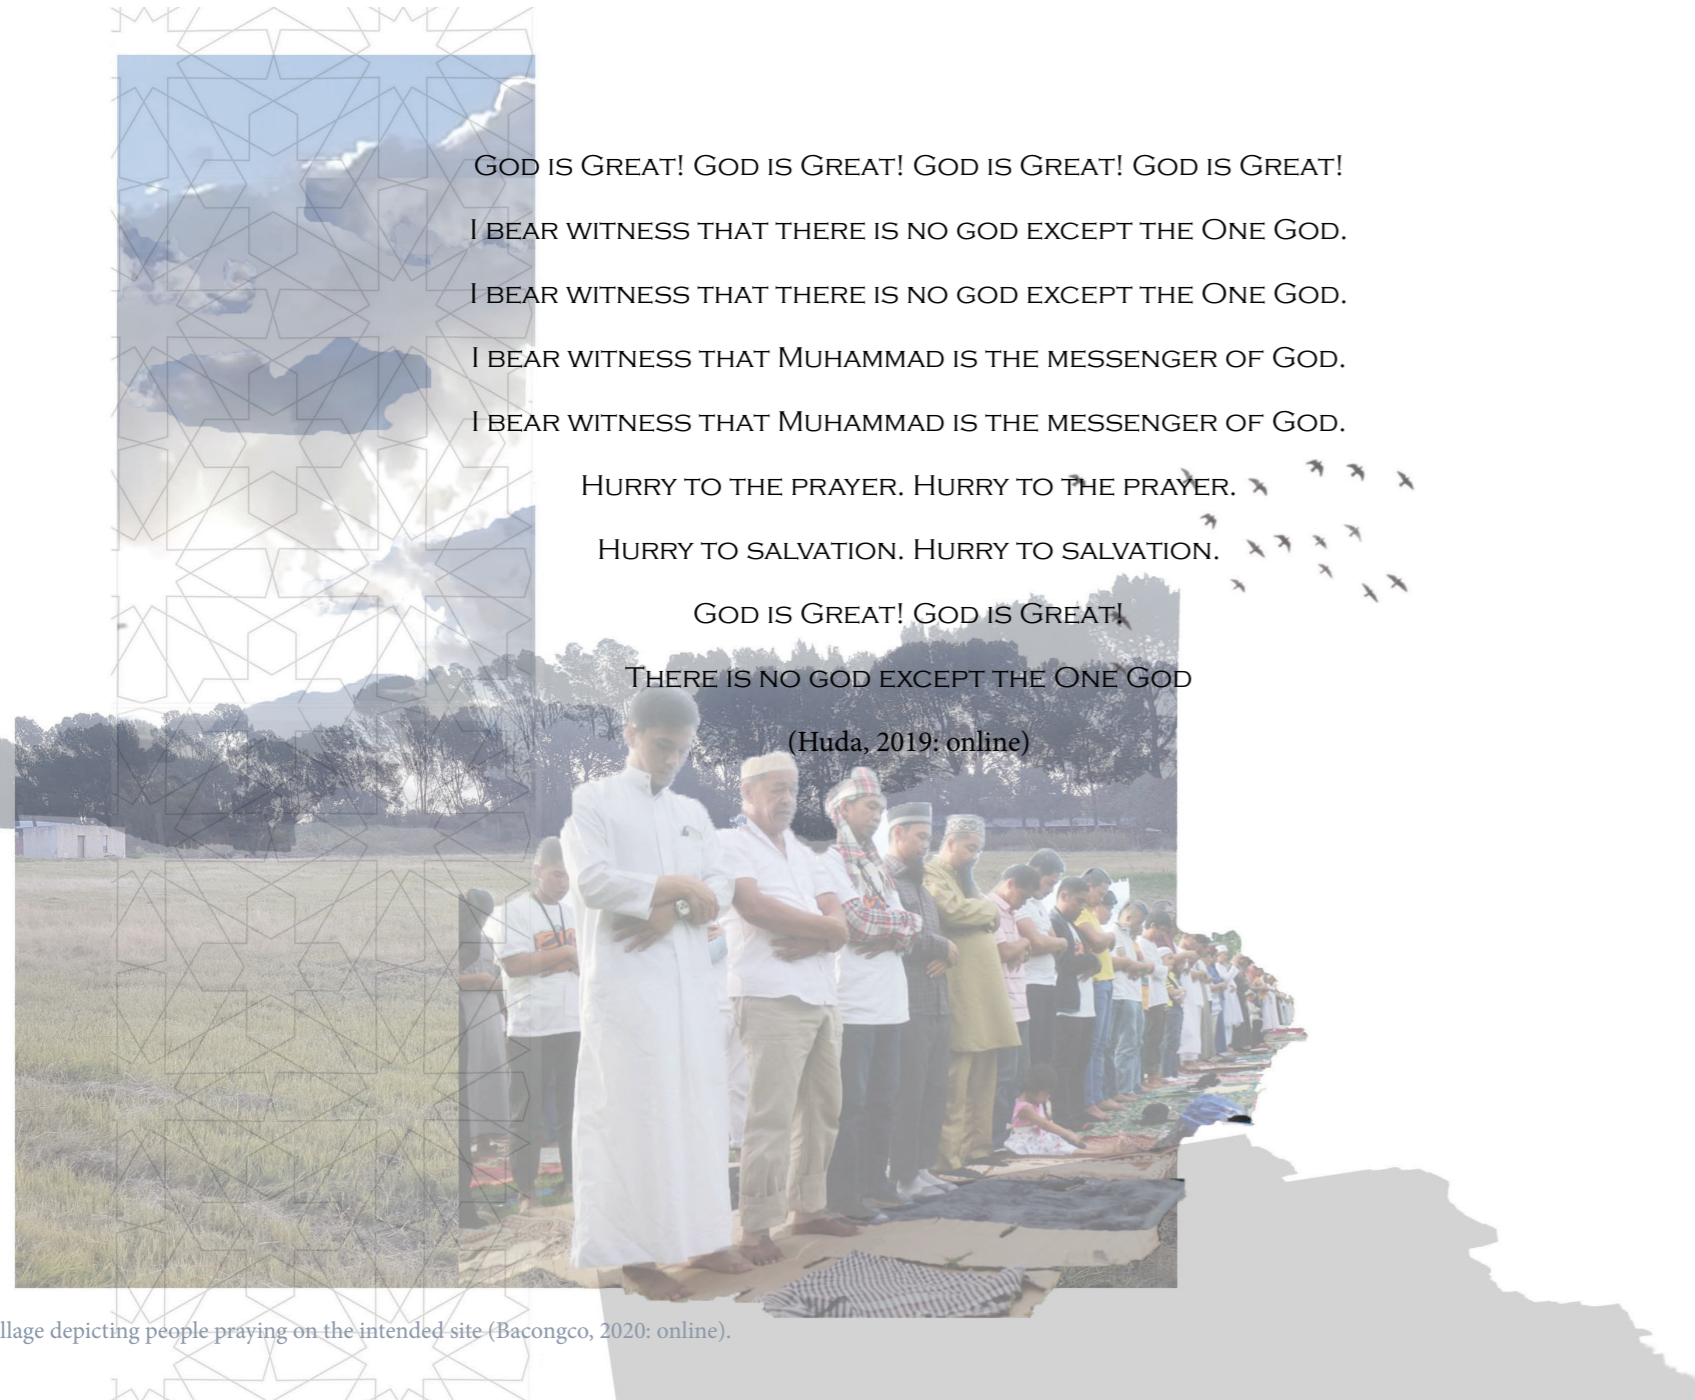 God is Great! God is Great! God is Great! God is Great!
I bear witness that there is no god except the One God.
I bear witness that there is no god except the One God.
I bear witness that Muhammad is the messenger of God.
I bear witness that Muhammad is the messenger of God.
Hurry to the prayer. Hurry to the prayer.
Hurry to salvation. Hurry to salvation.
God is Great! God is Great!
There is no god except the One God
(Huda, 2019: online)
depicting people praying on the intended site (Bacongco, 2020: online).